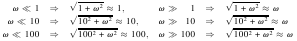 ω ≪ 1 ⇒ √(1 + ω²) ≈ 1, ω ≫ 1 ⇒ √(1 + ω²) ≈ ω
ω ≪ 10 ⇒ √(10² + ω²) ≈ 10, ω ≫ 10 ⇒ √(10² + ω²) ≈ ω
ω ≪ 100 ⇒ √(100² + ω²) ≈ 100, ω ≫ 100 ⇒ √(100² + ω²) ≈ ω